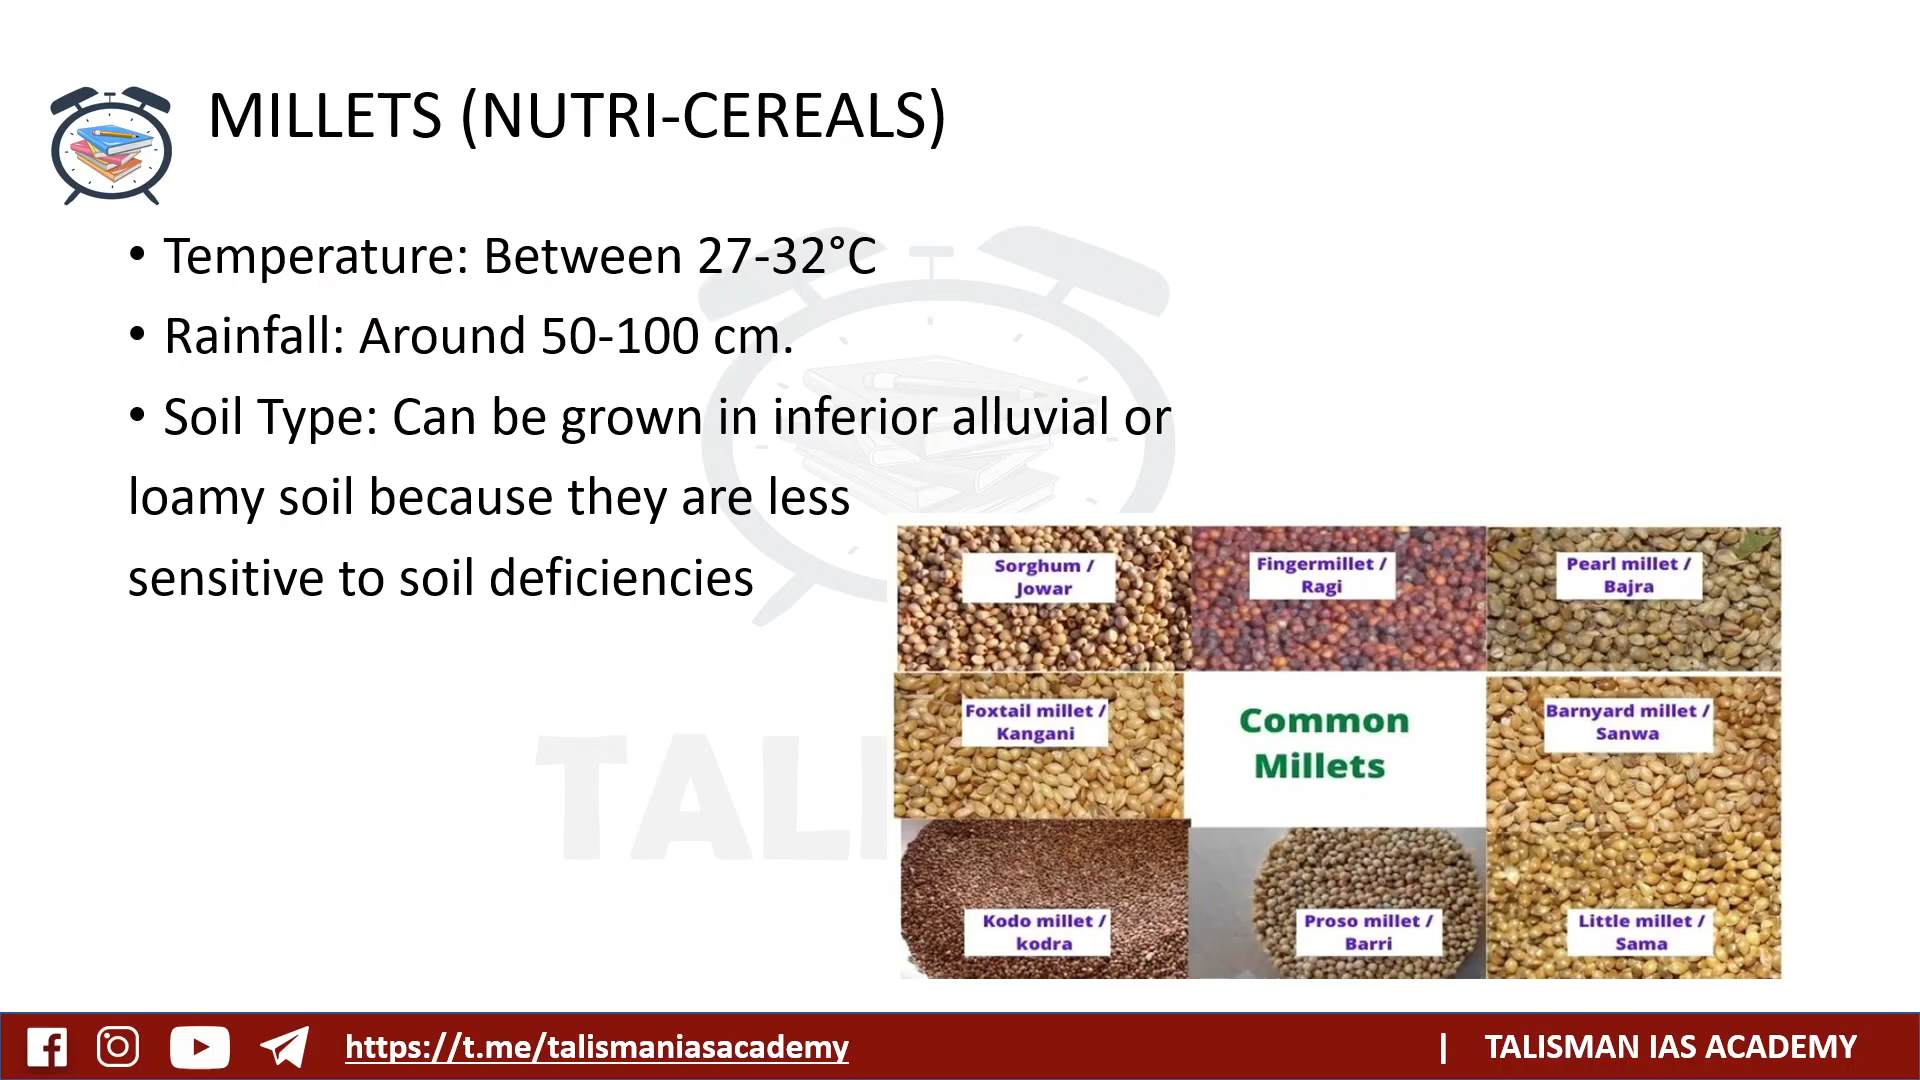 MILLETS (NUTRI-CEREALS)
• Temperature: Between 27-32°C
• Rainfall: Around 50-100 cm.
• Soil Type: Can be grown in inferior alluvial or
loamy soil because they are less
sensitive to soil deficiencies
Sorghum /
Jowar
Fingermillet /
Ragi
Pearl millet /
Bajra
Foxtail millet /
Kangani
Common
Millets
Barnyard millet /
Sanwa
Kodo millet /
kodra
Proso millet /
Barri
Little millet /
Sama
TALI
https://t.me/talismaniasacademy
| TALISMAN IAS ACADEMY